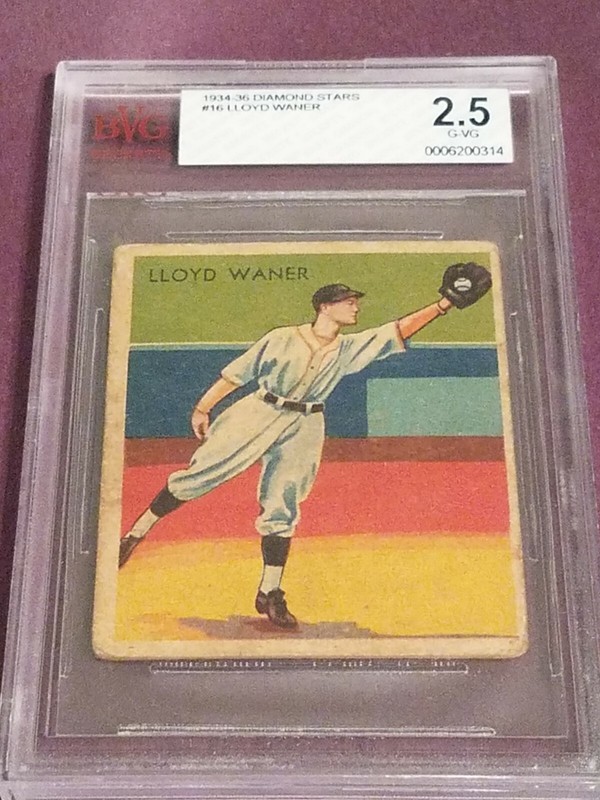 BVG
1934-36 DIAMOND STARS
#16 LLOYD WANER
2.5
G-VG
0006200314
LLOYD WANER